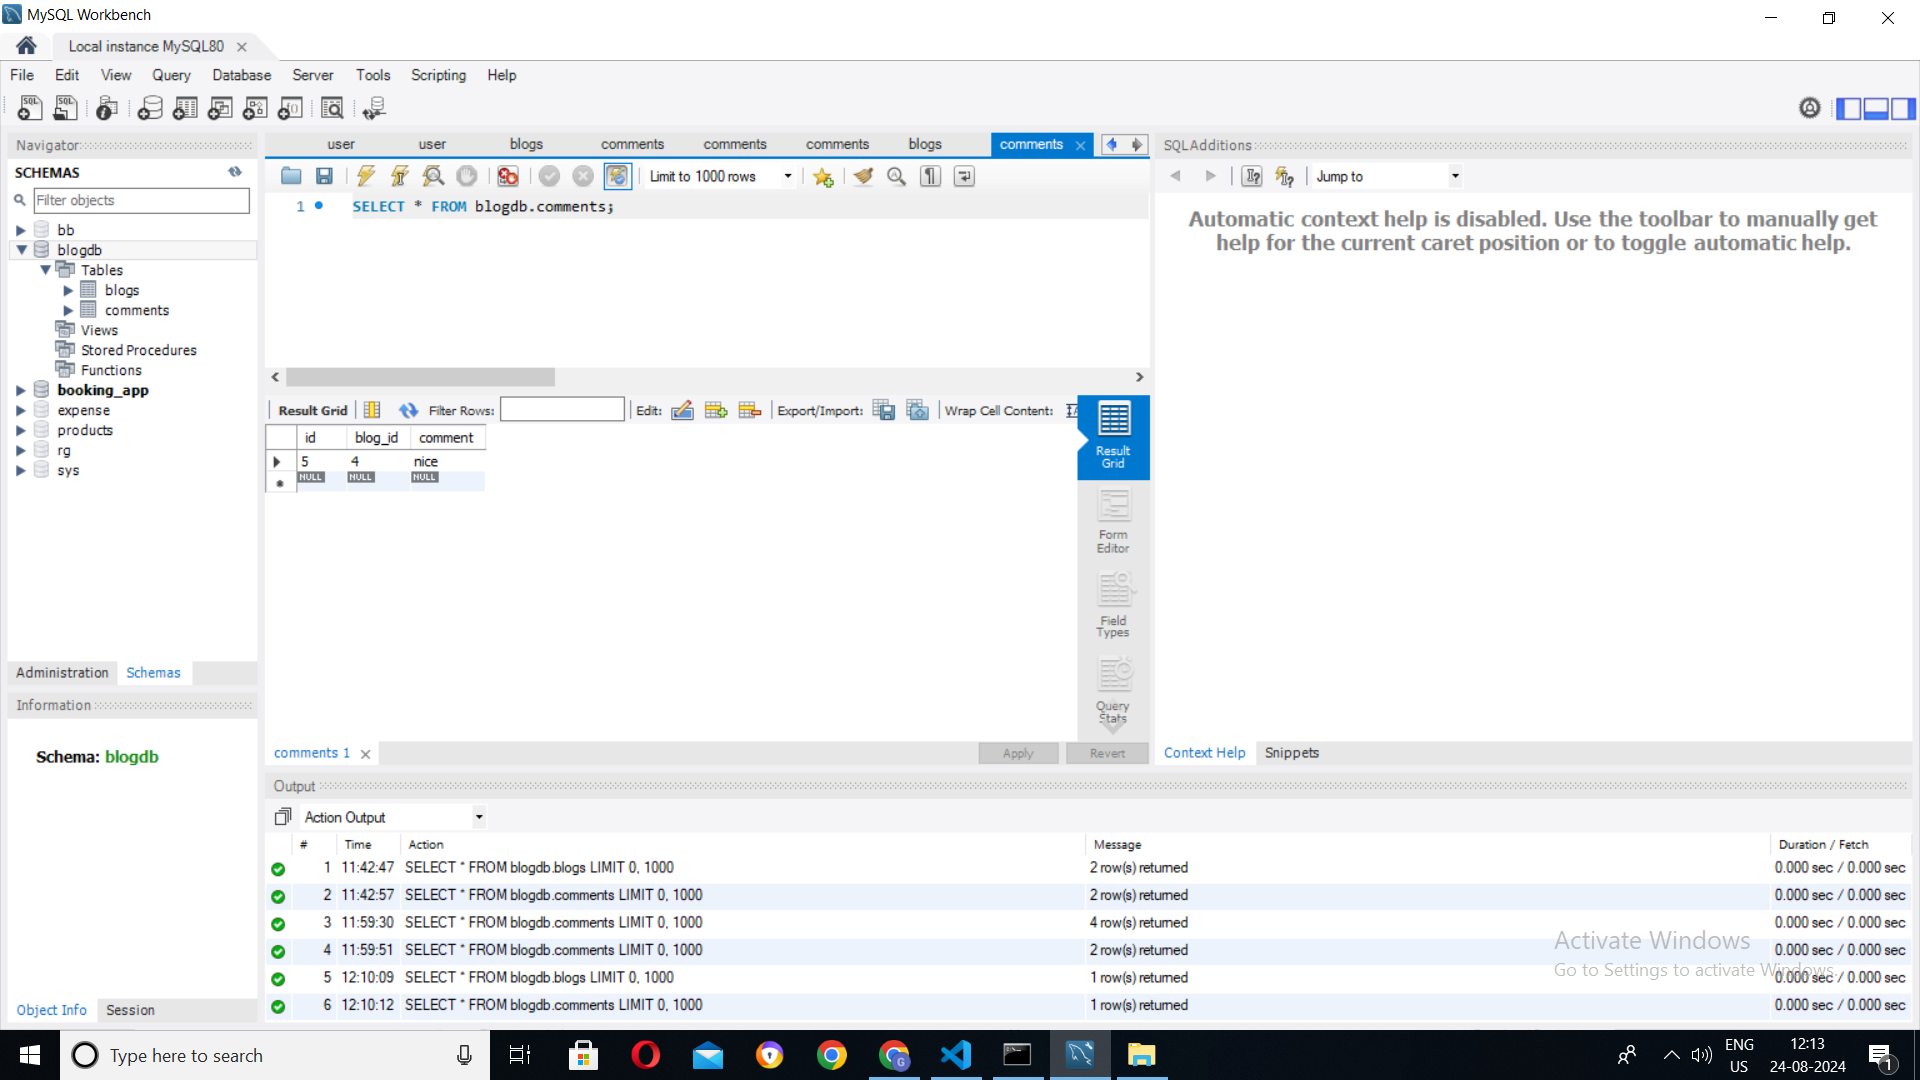 MySQL Workbench
Local instance MySQL80
File Edit View Query Database Server Tools Scripting Help
Navigator
SCHEMAS
Filter objects
bb
blogdb
Tables
blogs
comments
Views
Stored Procedures
Functions
booking_app
expense
products
rg
sys
Administration Schemas
Information
Schema: blogdb
Object Info Session
user user blogs comments comments comments blogs comments
Limit to 1000 rows
1 SELECT * FROM blogdb.comments;
Result Grid Filter Rows: Edit: Export/Import: Wrap Cell Content:
id blog_id comment
5 4 nice
NULL NULL NULL
Result Grid
Form Editor
Field Types
Query Stats
comments 1 Apply Revert
SQLAdditions
Jump to
Automatic context help is disabled. Use the toolbar to manually get
help for the current caret position or to toggle automatic help.
Context Help Snippets
Output
Action Output
# Time Action Message Duration / Fetch
1 11:42:47 SELECT * FROM blogdb.blogs LIMIT 0, 1000 2 row(s) returned 0.000 sec / 0.000 sec
2 11:42:57 SELECT * FROM blogdb.comments LIMIT 0, 1000 2 row(s) returned 0.000 sec / 0.000 sec
3 11:59:30 SELECT * FROM blogdb.comments LIMIT 0, 1000 4 row(s) returned 0.000 sec / 0.000 sec
4 11:59:51 SELECT * FROM blogdb.comments LIMIT 0, 1000 2 row(s) returned 0.000 sec / 0.000 sec
5 12:10:09 SELECT * FROM blogdb.blogs LIMIT 0, 1000 1 row(s) returned 0.000 sec / 0.000 sec
6 12:10:12 SELECT * FROM blogdb.comments LIMIT 0, 1000 1 row(s) returned 0.000 sec / 0.000 sec
Activate Windows
Go to Settings to activate Windows.
Type here to search
ENG
US
12:13
24-08-2024
1